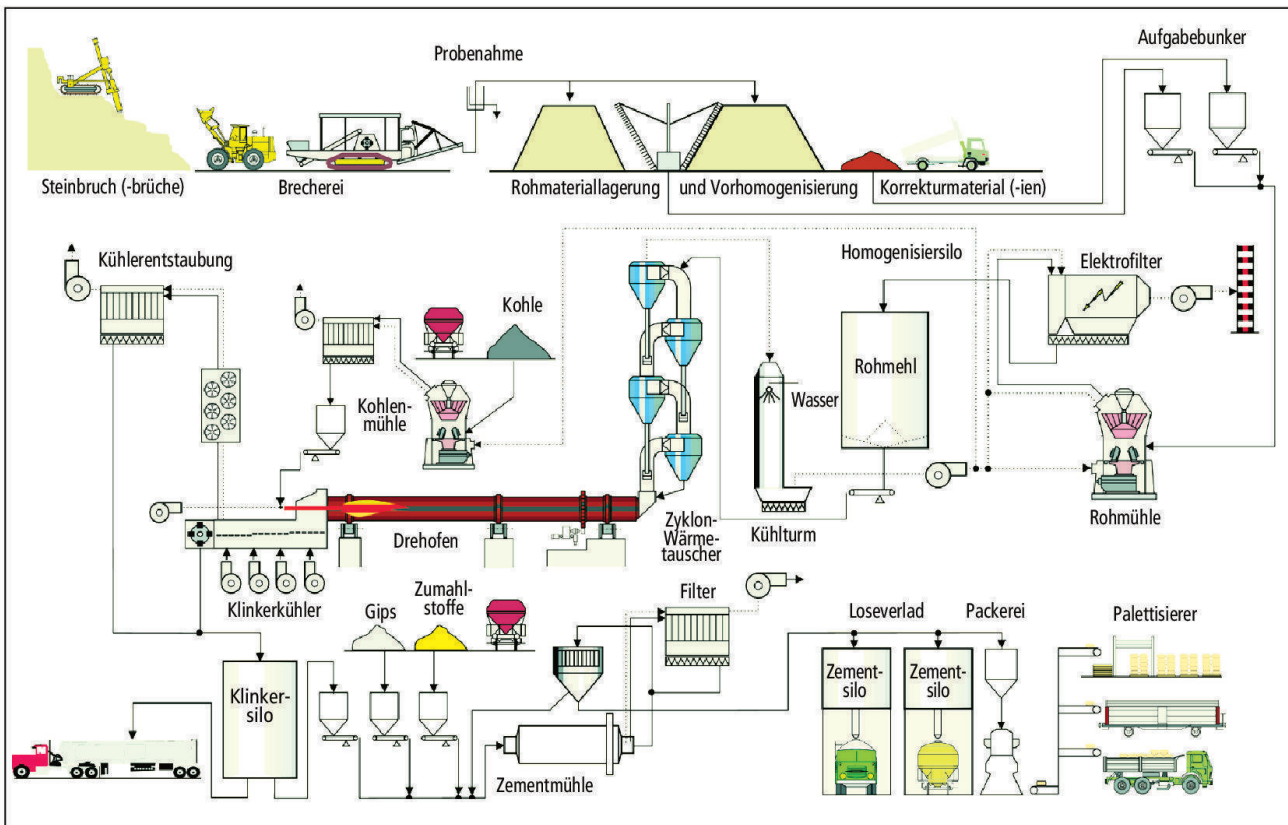 Probenahme
Aufgabebunker
Steinbruch (-brüche)
Brecherei
Rohmateriallagerung
und Vorhomogenisierung
Korrekturmaterial (-ien)
Kühlerentstaubung
Kohle
Homogenisiersilo
Elektrofilter
Kohlen-
mühle
Wasser
Rohmehl
Drehofen
Zyklon-
Wärme-
tauscher
Kühlturm
Rohmühle
Klinkerkühler
Gips
Zumahl-
stoffe
Filter
Loseverlad
Packerei
Palettisierer
Klinker-
silo
Zement-
silo
Zement-
silo
Zementmühle